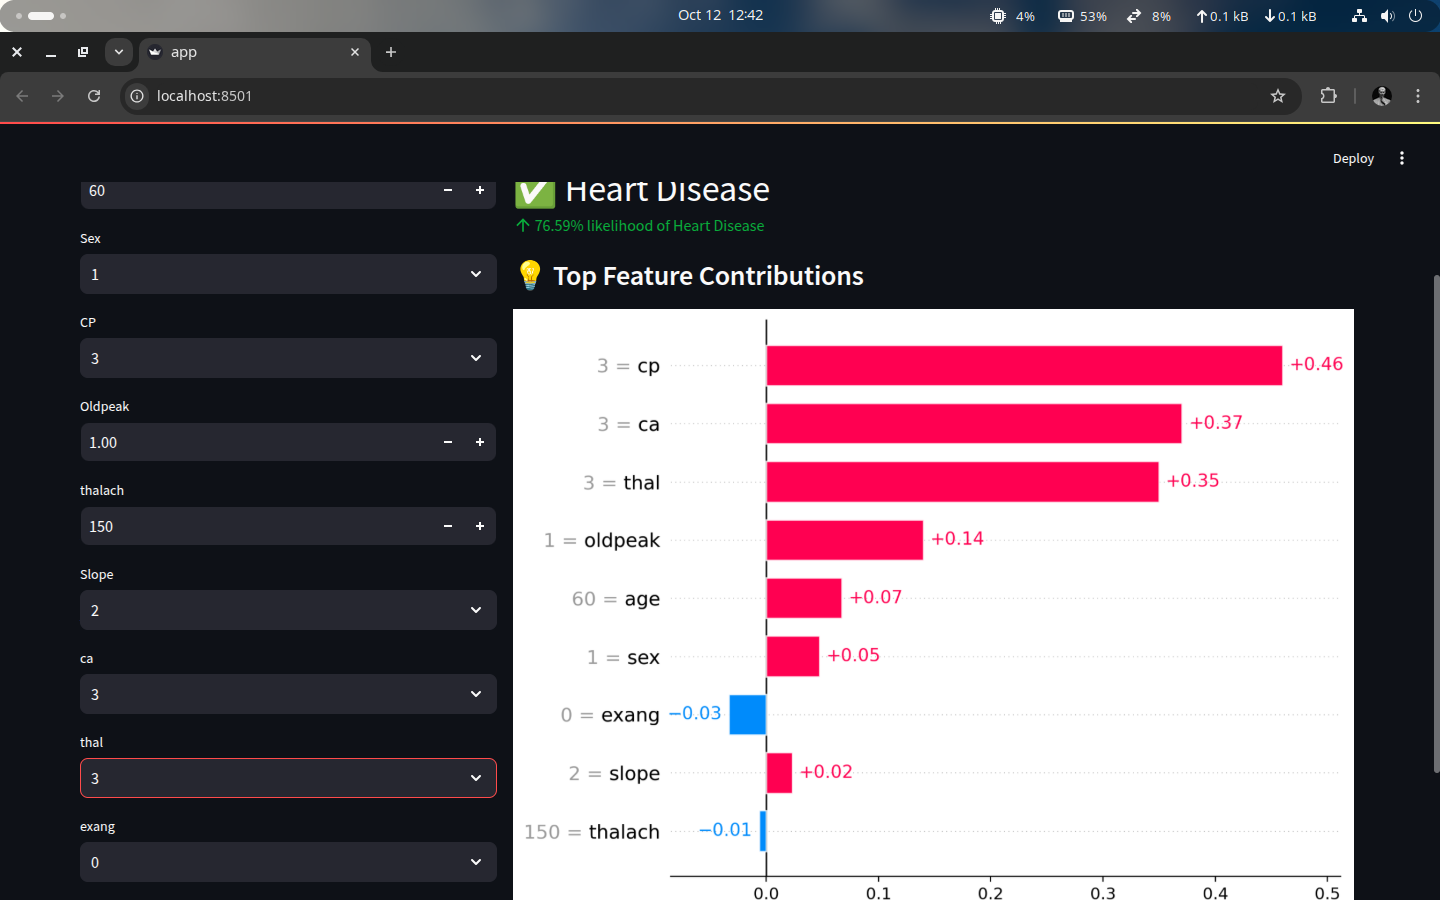 Oct 12 12:42
4%
53%
8%
0.1 kB
0.1 kB
app
localhost:8501
Deploy
60
Sex
1
CP
3
Oldpeak
1.00
thalach
150
Slope
2
ca
3
thal
3
exang
0
Heart Disease
76.59% likelihood of Heart Disease
Top Feature Contributions
3 = cp +0.46
3 = ca +0.37
3 = thal +0.35
1 = oldpeak +0.14
60 = age +0.07
1 = sex +0.05
0 = exang −0.03
2 = slope +0.02
150 = thalach −0.01
0.0 0.1 0.2 0.3 0.4 0.5